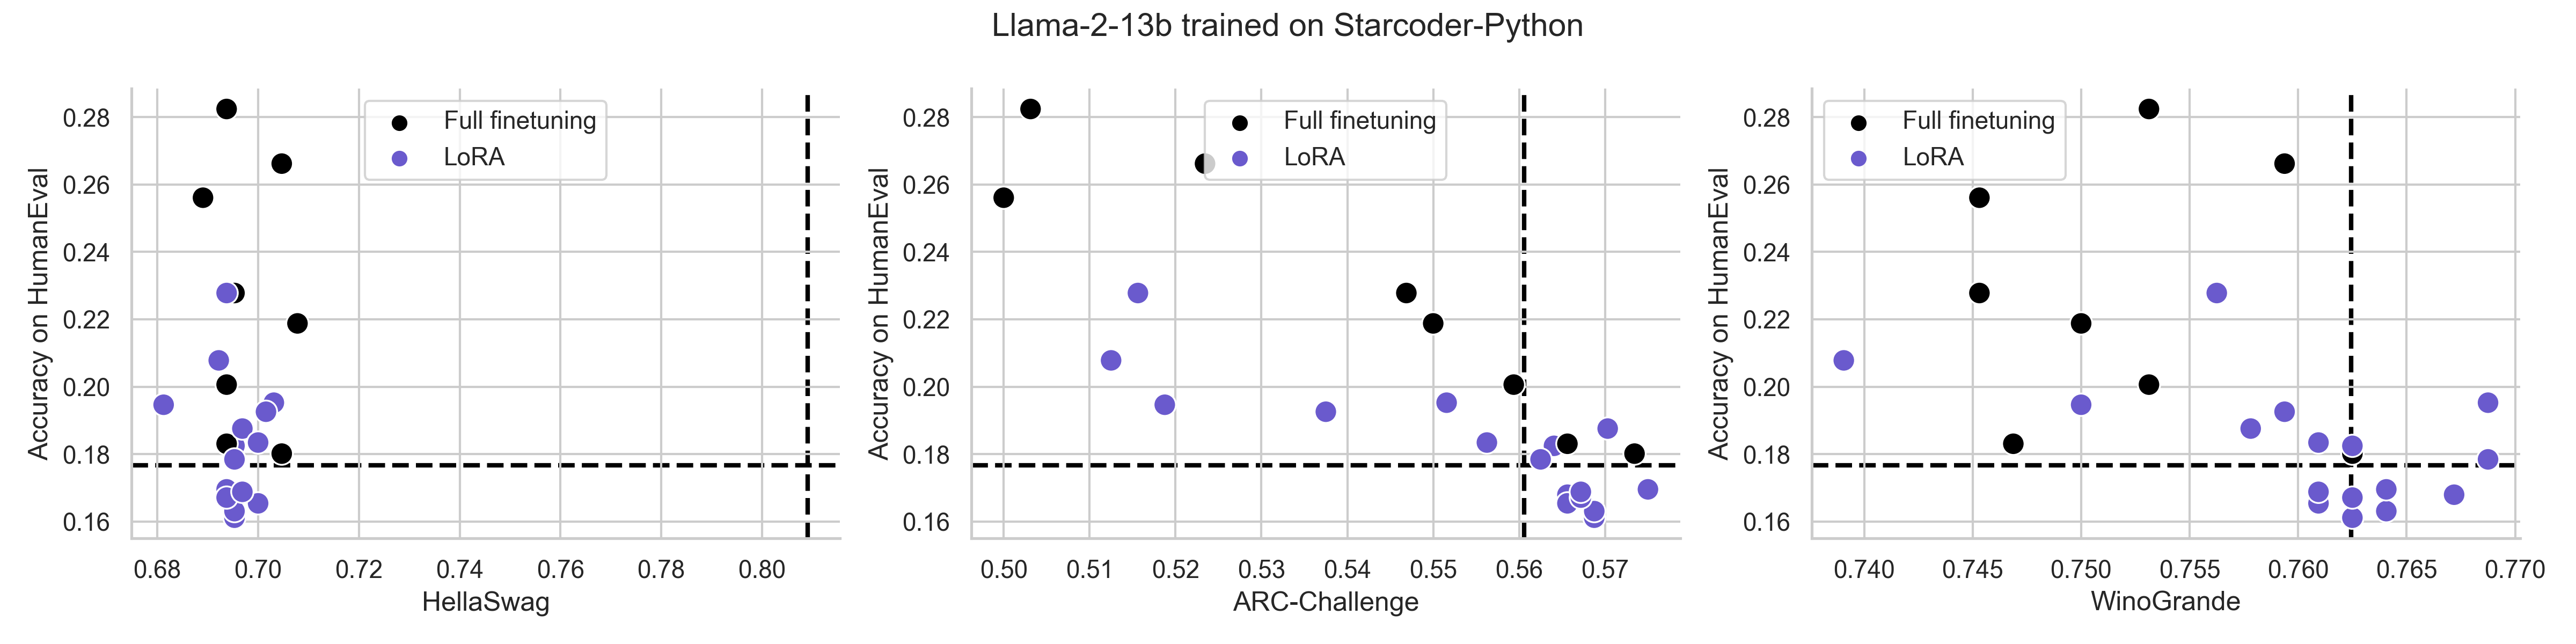 Llama-2-13b trained on Starcoder-Python
Accuracy on HumanEval
0.28
0.26
0.24
0.22
0.20
0.18
0.16
Full finetuning
LoRA
0.68 0.70 0.72 0.74 0.76 0.78 0.80
HellaSwag
Accuracy on HumanEval
0.28
0.26
0.24
0.22
0.20
0.18
0.16
Full finetuning
LoRA
0.50 0.51 0.52 0.53 0.54 0.55 0.56 0.57
ARC-Challenge
Accuracy on HumanEval
0.28
0.26
0.24
0.22
0.20
0.18
0.16
Full finetuning
LoRA
0.740 0.745 0.750 0.755 0.760 0.765 0.770
WinoGrande